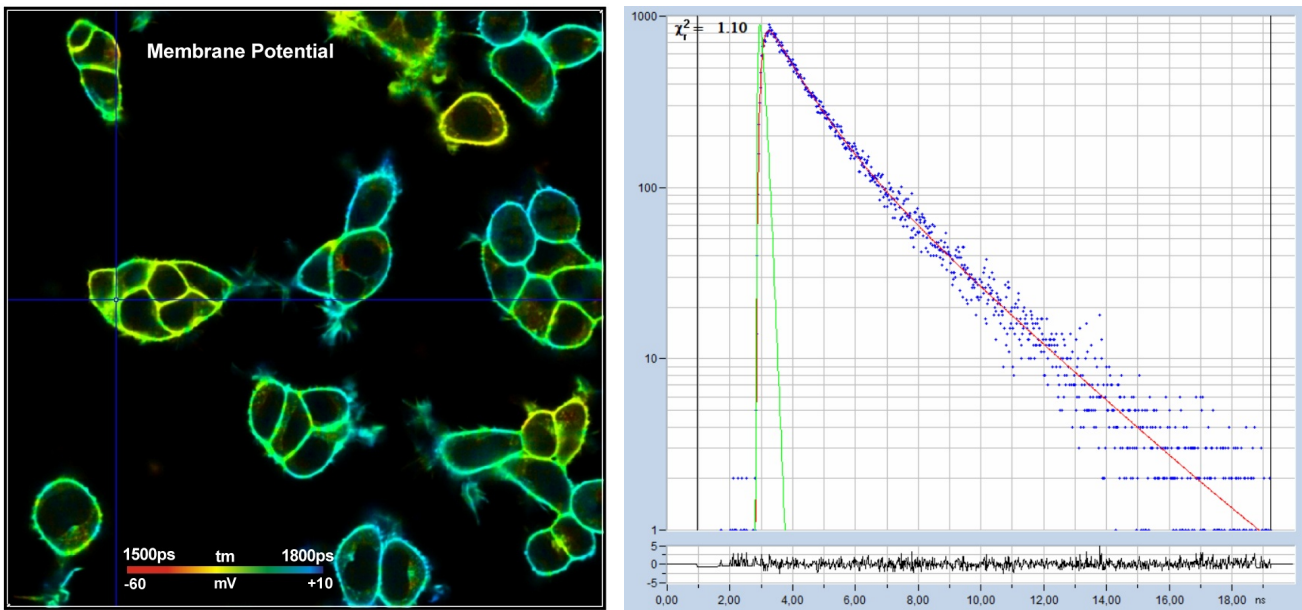 Membrane Potential
1500ps tm 1800ps
-60 mV +10
χr² = 1.10
1000
100
10
1
5
0
-5
0,00 2,00 4,00 6,00 8,00 10,00 12,00 14,00 16,00 18,00 ns